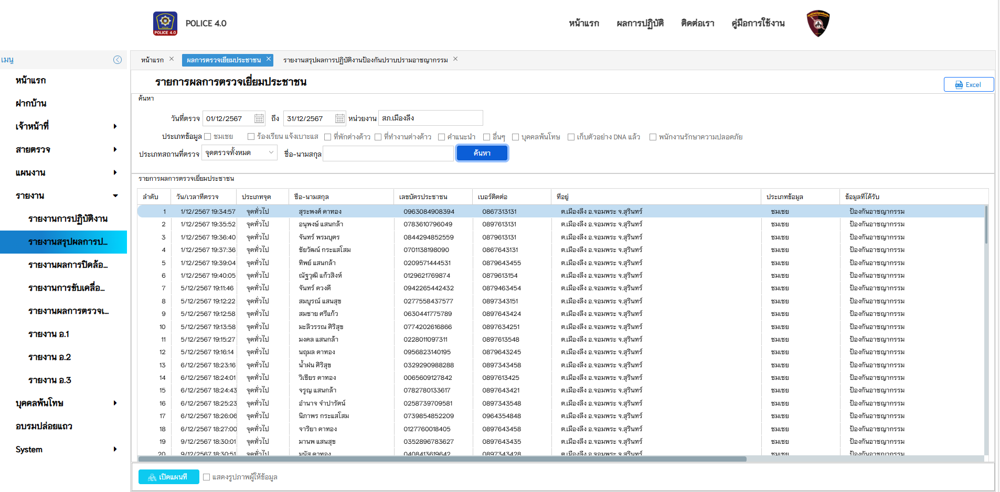 POLICE 4.0
POLICE 4.0
หน้าแรก ผลการปฏิบัติ ติดต่อเรา คู่มือการใช้งาน
เมนู
หน้าแรก
ฝากบ้าน
เจ้าหน้าที่
สายตรวจ
แผนงาน
รายงาน
รายงานการปฏิบัติงาน
รายงานสรุปผลการป...
รายงานผลการปิดล้อ...
รายงานการขับเคลื่อ...
รายงานผลการตรวจเ...
รายงาน อ.1
รายงาน อ.2
รายงาน อ.3
บุคคลพ้นโทษ
อบรมปล่อยแถว
System
หน้าแรก ผลการตรวจเยี่ยมประชาชน รายงานสรุปผลการปฏิบัติงานป้องกันปราบปรามอาชญากรรม
รายการผลการตรวจเยี่ยมประชาชน
Excel
ค้นหา
วันที่ตรวจ 01/12/2567 ถึง 31/12/2567 หน่วยงาน สภ.เมืองลีง
ประเภทข้อมูล ชมเชย ร้องเรียน แจ้งเบาะแส ที่พักต่างด้าว ที่ทำงานต่างด้าว คำแนะนำ อื่นๆ บุคคลพ้นโทษ เก็บตัวอย่าง DNA แล้ว พนักงานรักษาความปลอดภัย
ประเภทสถานที่ตรวจ จุดตรวจทั้งหมด ชื่อ-นามสกุล ค้นหา
รายการผลการตรวจเยี่ยมประชาชน
ลำดับ วัน/เวลาที่ตรวจ ประเภทจุด ชื่อ-นามสกุล เลขบัตรประชาชน เบอร์ติดต่อ ที่อยู่ ประเภทข้อมูล ข้อมูลที่ได้รับ
1 1/12/2567 19:34:57 จุดทั่วไป สุระพงศ์ ดาทอง 0963084908394 0867313131 ต.เมืองลีง อ.จอมพระ จ.สุรินทร์ ชมเชย ป้องกันอาชญากรรม
2 1/12/2567 19:35:52 จุดทั่วไป อนุพงษ์ แสนกล้า 0783610796049 0897613131 ต.เมืองลีง อ.จอมพระ จ.สุรินทร์ ชมเชย ป้องกันอาชญากรรม
3 1/12/2567 19:36:40 จุดทั่วไป จันทร์ พรมบุตร 0844294852559 0879613131 ต.เมืองลีง อ.จอมพระ จ.สุรินทร์ ชมเชย ป้องกันอาชญากรรม
4 1/12/2567 19:37:36 จุดทั่วไป ชัยวัฒน์ กระแสโสม 0701138198090 0867643131 ต.เมืองลีง อ.จอมพระ จ.สุรินทร์ ชมเชย ป้องกันอาชญากรรม
5 1/12/2567 19:39:04 จุดทั่วไป ทิพย์ แสนกล้า 0209571444531 0879643455 ต.เมืองลีง อ.จอมพระ จ.สุรินทร์ ชมเชย ป้องกันอาชญากรรม
6 1/12/2567 19:40:05 จุดทั่วไป ณัฐวุฒิ แก้วสิงห์ 0129621769874 0879613154 ต.เมืองลีง อ.จอมพระ จ.สุรินทร์ ชมเชย ป้องกันอาชญากรรม
7 5/12/2567 19:11:46 จุดทั่วไป จันทร์ ดวงดี 0942265442432 0879463454 ต.เมืองลีง อ.จอมพระ จ.สุรินทร์ ชมเชย ป้องกันอาชญากรรม
8 5/12/2567 19:12:22 จุดทั่วไป สมบูรณ์ แสนสุข 0277558437577 0897343151 ต.เมืองลีง อ.จอมพระ จ.สุรินทร์ ชมเชย ป้องกันอาชญากรรม
9 5/12/2567 19:12:58 จุดทั่วไป สมชาย ศรีแก้ว 0630441775789 0897643424 ต.เมืองลีง อ.จอมพระ จ.สุรินทร์ ชมเชย ป้องกันอาชญากรรม
10 5/12/2567 19:13:58 จุดทั่วไป มะลิวรรณ ศิริสุข 0774202616866 0897634251 ต.เมืองลีง อ.จอมพระ จ.สุรินทร์ ชมเชย ป้องกันอาชญากรรม
11 5/12/2567 19:15:27 จุดทั่วไป มงคล แสนกล้า 0228011097311 0897613548 ต.เมืองลีง อ.จอมพระ จ.สุรินทร์ ชมเชย ป้องกันอาชญากรรม
12 5/12/2567 19:16:14 จุดทั่วไป นฤมล ดาทอง 0956823140195 0879643245 ต.เมืองลีง อ.จอมพระ จ.สุรินทร์ ชมเชย ป้องกันอาชญากรรม
13 6/12/2567 18:23:16 จุดทั่วไป น้ำฝน ศิริสุข 0329290988288 0897343458 ต.เมืองลีง อ.จอมพระ จ.สุรินทร์ ชมเชย ป้องกันอาชญากรรม
14 6/12/2567 18:24:01 จุดทั่วไป วิเชียร ดาทอง 0065609127842 0897613425 ต.เมืองลีง อ.จอมพระ จ.สุรินทร์ ชมเชย ป้องกันอาชญากรรม
15 6/12/2567 18:24:43 จุดทั่วไป จรูญ แสนกล้า 0782780133617 0897643421 ต.เมืองลีง อ.จอมพระ จ.สุรินทร์ ชมเชย ป้องกันอาชญากรรม
16 6/12/2567 18:25:23 จุดทั่วไป อำนาจ จำปารัตน์ 0258739709581 0897343548 ต.เมืองลีง อ.จอมพระ จ.สุรินทร์ ชมเชย ป้องกันอาชญากรรม
17 6/12/2567 18:26:06 จุดทั่วไป นิภาพร กระแสโสม 0739854852209 0964354848 ต.เมืองลีง อ.จอมพระ จ.สุรินทร์ ชมเชย ป้องกันอาชญากรรม
18 6/12/2567 18:27:00 จุดทั่วไป จาริยา ดาทอง 0127760018405 0897643458 ต.เมืองลีง อ.จอมพระ จ.สุรินทร์ ชมเชย ป้องกันอาชญากรรม
19 9/12/2567 18:30:01 จุดทั่วไป มานพ แสนสุข 0352896783627 0897643435 ต.เมืองลีง อ.จอมพระ จ.สุรินทร์ ชมเชย ป้องกันอาชญากรรม
20 9/12/2567 18:30:51 จุดทั่วไป มนัส ดาทอง 0408413619642 0897343428 ต.เมืองลีง อ.จอมพระ จ.สุรินทร์ ชมเชย ป้องกันอาชญากรรม
เปิดแผนที่ แสดงรูปภาพผู้ให้ข้อมูล